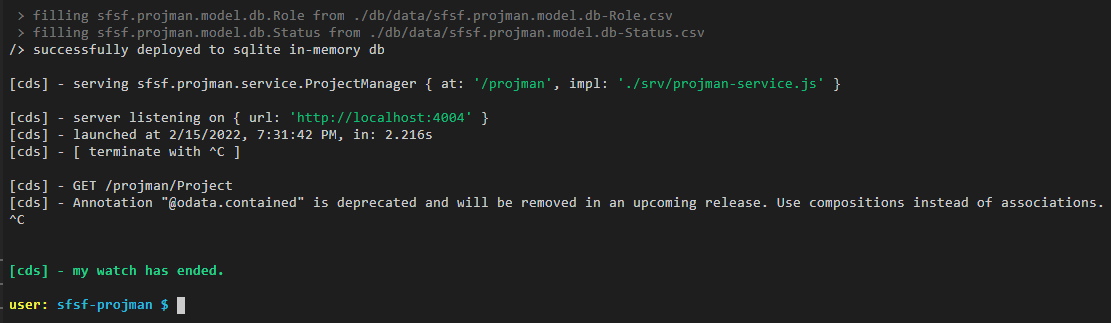 > filling sfsf.projman.model.db.Role from ./db/data/sfsf.projman.model.db-Role.csv
> filling sfsf.projman.model.db.Status from ./db/data/sfsf.projman.model.db-Status.csv
/> successfully deployed to sqlite in-memory db
[cds] - serving sfsf.projman.service.ProjectManager { at: '/projman', impl: './srv/projman-service.js' }
[cds] - server listening on { url: 'http://localhost:4004' }
[cds] - launched at 2/15/2022, 7:31:42 PM, in: 2.216s
[cds] - [ terminate with ^C ]
[cds] - GET /projman/Project
[cds] - Annotation "@odata.contained" is deprecated and will be removed in an upcoming release. Use compositions instead of associations.
^C
[cds] - my watch has ended.
user: sfsf-projman $